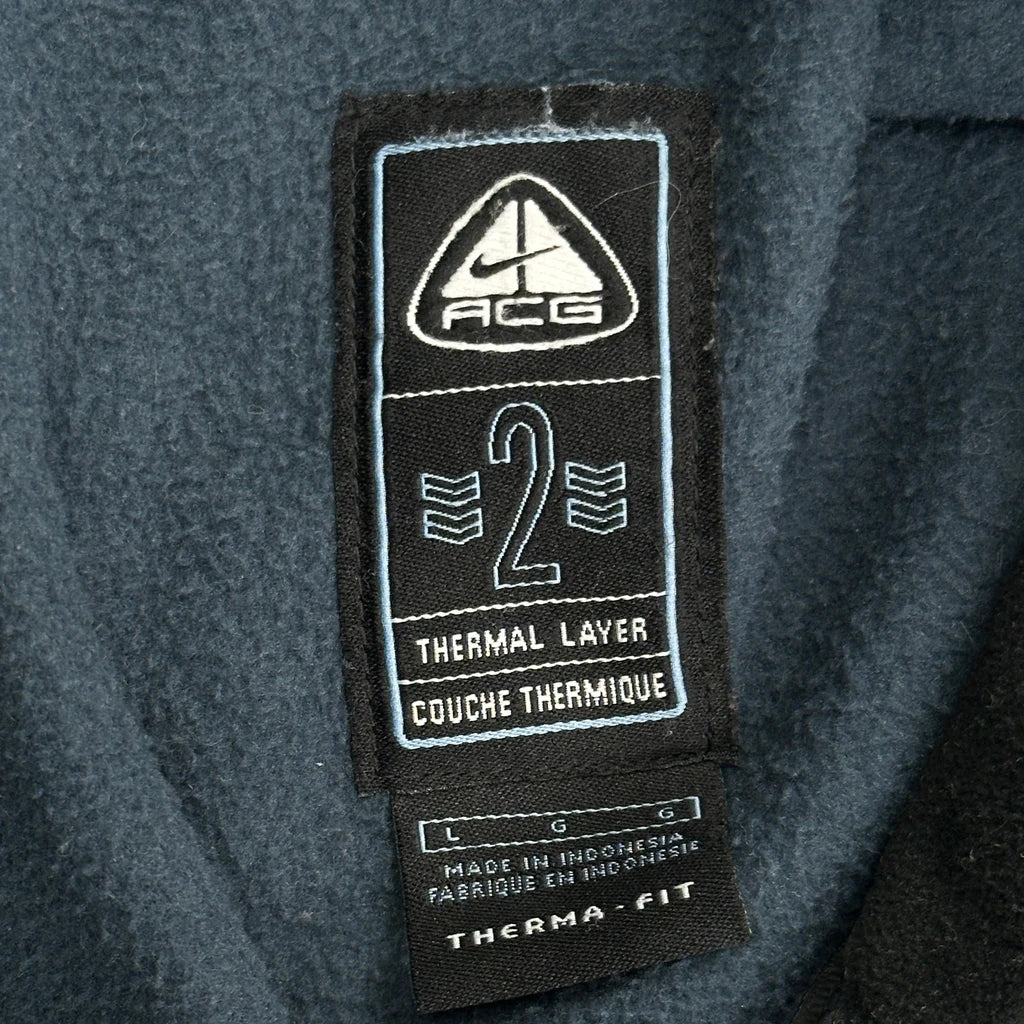 ACG
2
THERMAL LAYER
COUCHE THERMIQUE
L G G
MADE IN INDONESIA
FABRIQUE EN INDONESIE
THERMA-FIT